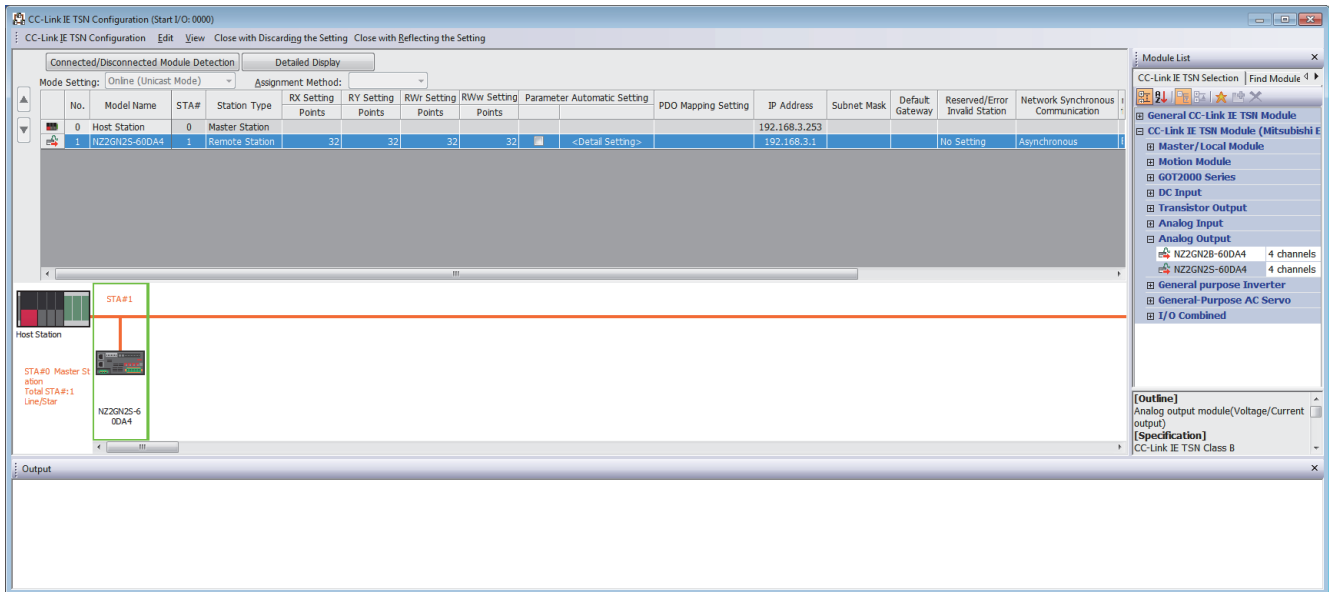 CC-Link IE TSN Configuration (Start I/O: 0000)
CC-Link IE TSN Configuration Edit View Close with Discarding the Setting Close with Reflecting the Setting
Connected/Disconnected Module Detection Detailed Display
Mode Setting: Online (Unicast Mode) Assignment Method:
No. Model Name STA# Station Type RX Setting RY Setting RWr Setting RWw Setting Parameter Automatic Setting PDO Mapping Setting IP Address Subnet Mask Default Gateway Reserved/Error Invalid Station Network Synchronous Communication
Points Points Points Points
0 Host Station 0 Master Station 192.168.3.253
1 NZ2GN2S-60DA4 1 Remote Station 32 32 32 32 <Detail Setting> 192.168.3.1 No Setting Asynchronous
STA#1
Host Station
STA#0 Master St
ation
Total STA#:1
Line/Star
NZ2GN2S-6
0DA4
Module List
CC-Link IE TSN Selection Find Module
General CC-Link IE TSN Module
CC-Link IE TSN Module (Mitsubishi E
Master/Local Module
Motion Module
GOT2000 Series
DC Input
Transistor Output
Analog Input
Analog Output
NZ2GN2B-60DA4 4 channels
NZ2GN2S-60DA4 4 channels
General purpose Inverter
General-Purpose AC Servo
I/O Combined
[Outline]
Analog output module(Voltage/Current
output)
[Specification]
CC-Link IE TSN Class B
Output